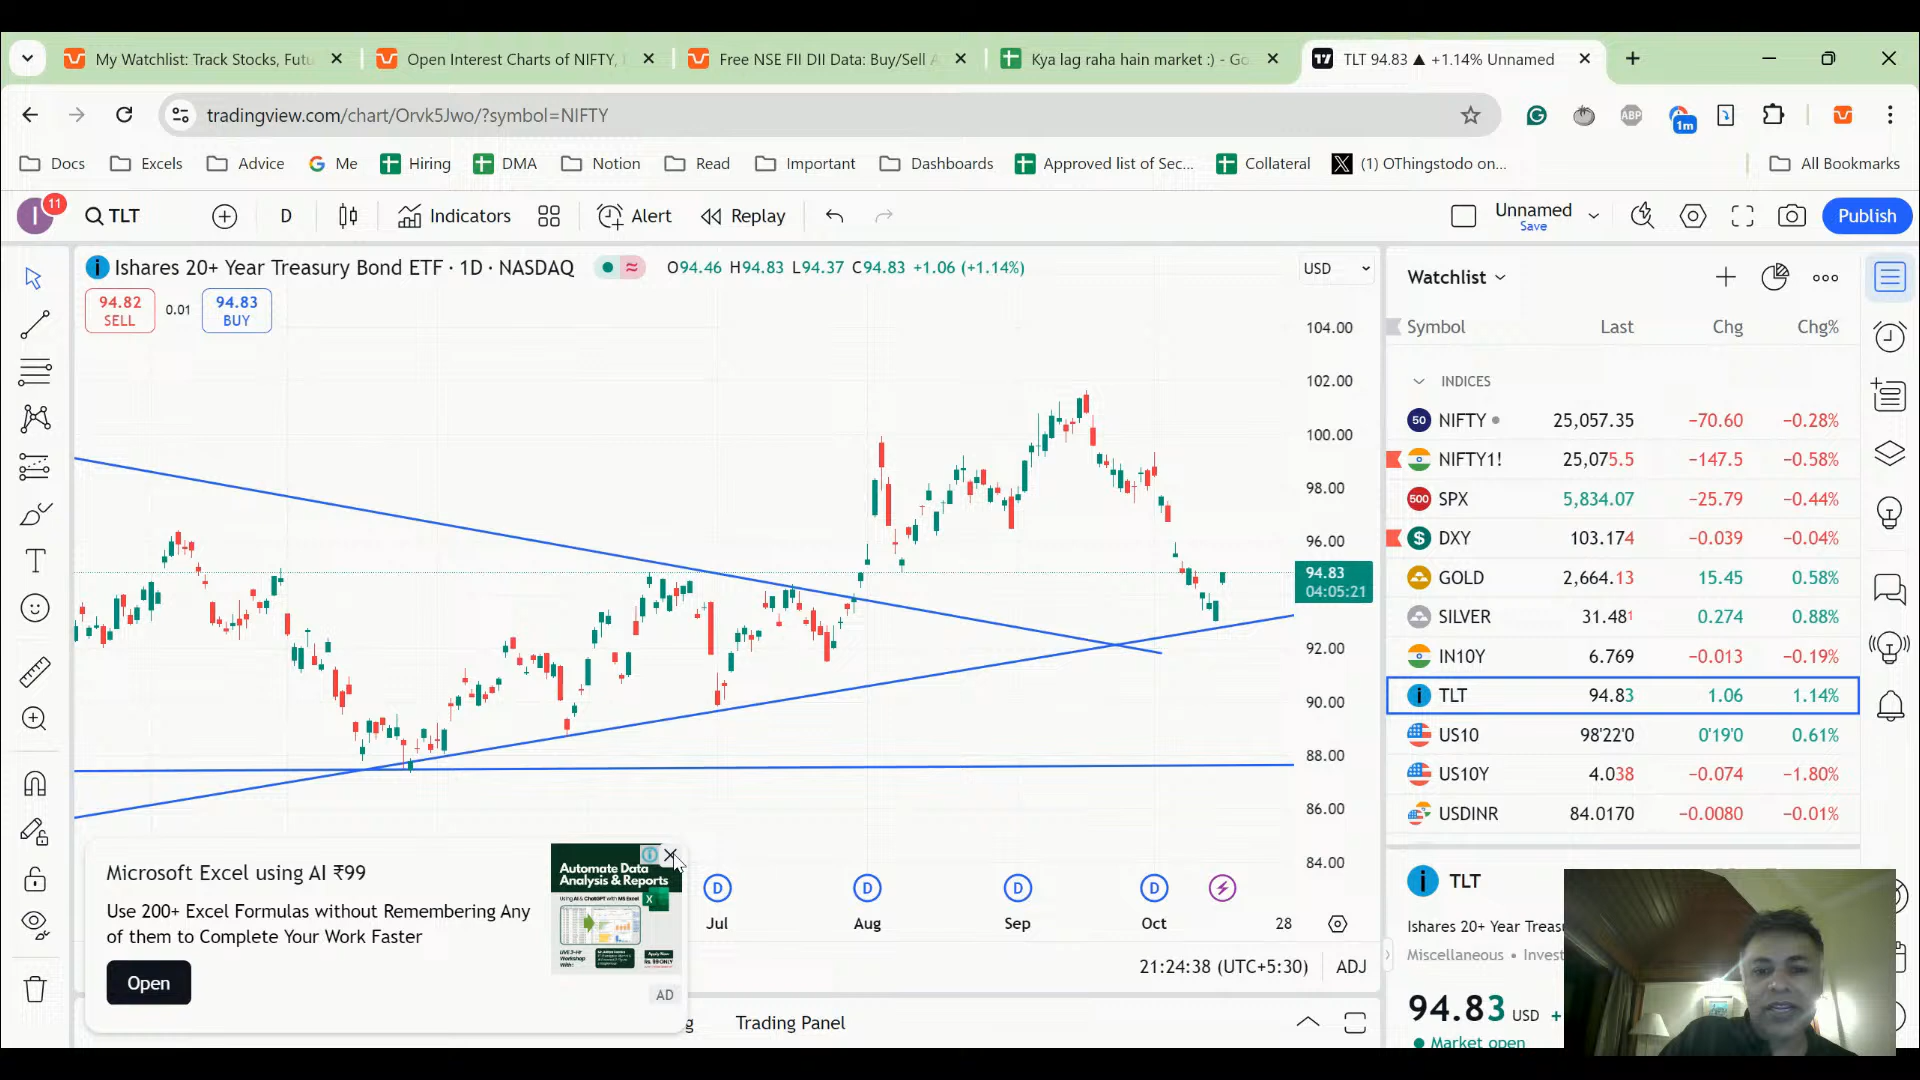 My Watchlist: Track Stocks, Futu
Open Interest Charts of NIFTY,
Free NSE FII DII Data: Buy/Sell A
Kya lag raha hain market :) - Go
TLT 94.83 ▲ +1.14% Unnamed
tradingview.com/chart/Orvk5Jwo/?symbol=NIFTY
ABP
1m
Docs
Excels
Advice
Me
Hiring
DMA
Notion
Read
Important
Dashboards
Approved list of Sec...
Collateral
(1) OThingstodo on...
All Bookmarks
I
11
TLT
D
Indicators
Alert
Replay
Unnamed
Save
Publish
Ishares 20+ Year Treasury Bond ETF · 1D · NASDAQ
O94.46 H94.83 L94.37 C94.83 +1.06 (+1.14%)
94.82
SELL
0.01
94.83
BUY
USD
104.00
102.00
100.00
98.00
96.00
94.83
04:05:21
92.00
90.00
88.00
86.00
84.00
Jul
Aug
Sep
Oct
28
D
D
D
D
21:24:38 (UTC+5:30)
ADJ
Trading Panel
Microsoft Excel using AI ₹99
Use 200+ Excel Formulas without Remembering Any
of them to Complete Your Work Faster
Open
Automate Data
Analysis & Reports
AD
Watchlist
Symbol Last Chg Chg%
INDICES
50 NIFTY 25,057.35 −70.60 −0.28%
NIFTY1! 25,075.5 −147.5 −0.58%
500 SPX 5,834.07 −25.79 −0.44%
$ DXY 103.174 −0.039 −0.04%
GOLD 2,664.13 15.45 0.58%
SILVER 31.481 0.274 0.88%
IN10Y 6.769 −0.013 −0.19%
TLT 94.83 1.06 1.14%
US10 98'22'0 0'19'0 0.61%
US10Y 4.038 −0.074 −1.80%
USDINR 84.0170 −0.0080 −0.01%
TLT
Ishares 20+ Year Treasu
Miscellaneous • Invest
94.83 USD +
Market open